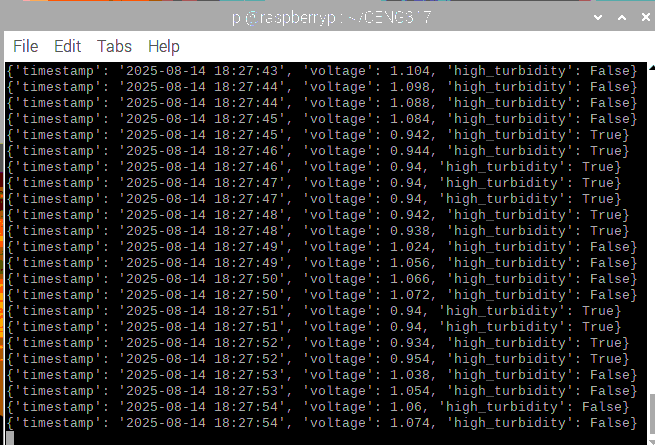 pi@raspberrypi: ~/CENG317
File Edit Tabs Help
{'timestamp': '2025-08-14 18:27:43', 'voltage': 1.104, 'high_turbidity': False}
{'timestamp': '2025-08-14 18:27:44', 'voltage': 1.098, 'high_turbidity': False}
{'timestamp': '2025-08-14 18:27:44', 'voltage': 1.088, 'high_turbidity': False}
{'timestamp': '2025-08-14 18:27:45', 'voltage': 1.084, 'high_turbidity': False}
{'timestamp': '2025-08-14 18:27:45', 'voltage': 0.942, 'high_turbidity': True}
{'timestamp': '2025-08-14 18:27:46', 'voltage': 0.944, 'high_turbidity': True}
{'timestamp': '2025-08-14 18:27:46', 'voltage': 0.94, 'high_turbidity': True}
{'timestamp': '2025-08-14 18:27:47', 'voltage': 0.94, 'high_turbidity': True}
{'timestamp': '2025-08-14 18:27:47', 'voltage': 0.94, 'high_turbidity': True}
{'timestamp': '2025-08-14 18:27:48', 'voltage': 0.942, 'high_turbidity': True}
{'timestamp': '2025-08-14 18:27:48', 'voltage': 0.938, 'high_turbidity': True}
{'timestamp': '2025-08-14 18:27:49', 'voltage': 1.024, 'high_turbidity': False}
{'timestamp': '2025-08-14 18:27:49', 'voltage': 1.056, 'high_turbidity': False}
{'timestamp': '2025-08-14 18:27:50', 'voltage': 1.066, 'high_turbidity': False}
{'timestamp': '2025-08-14 18:27:50', 'voltage': 1.072, 'high_turbidity': False}
{'timestamp': '2025-08-14 18:27:51', 'voltage': 0.94, 'high_turbidity': True}
{'timestamp': '2025-08-14 18:27:51', 'voltage': 0.94, 'high_turbidity': True}
{'timestamp': '2025-08-14 18:27:52', 'voltage': 0.934, 'high_turbidity': True}
{'timestamp': '2025-08-14 18:27:52', 'voltage': 0.954, 'high_turbidity': True}
{'timestamp': '2025-08-14 18:27:53', 'voltage': 1.038, 'high_turbidity': False}
{'timestamp': '2025-08-14 18:27:53', 'voltage': 1.054, 'high_turbidity': False}
{'timestamp': '2025-08-14 18:27:54', 'voltage': 1.06, 'high_turbidity': False}
{'timestamp': '2025-08-14 18:27:54', 'voltage': 1.074, 'high_turbidity': False}